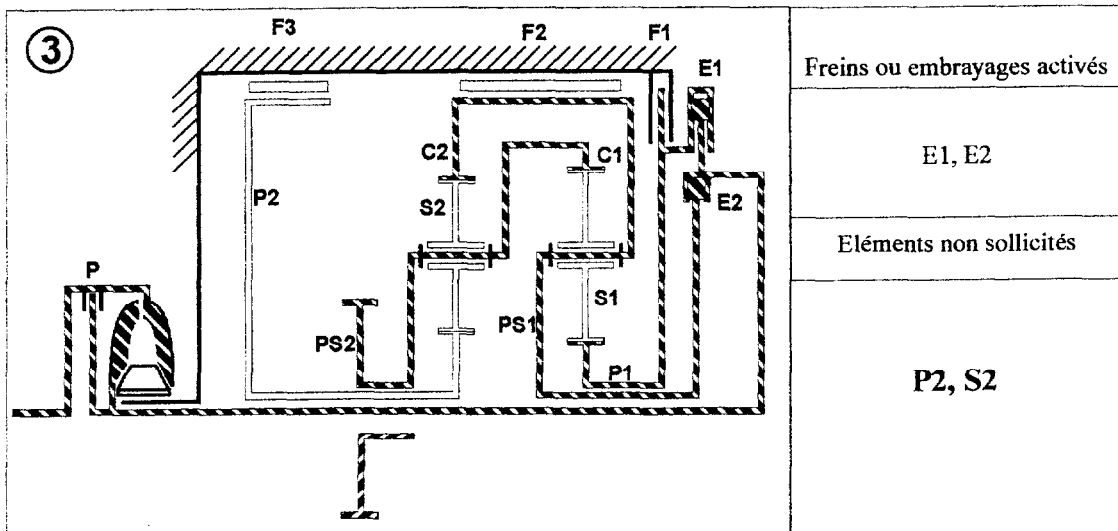 3
F3
F2
F1
E1
C2
C1
P2
S2
E2
P
S1
PS2
PS1
P1
Freins ou embrayages activés
E1, E2
Eléments non sollicités
P2, S2